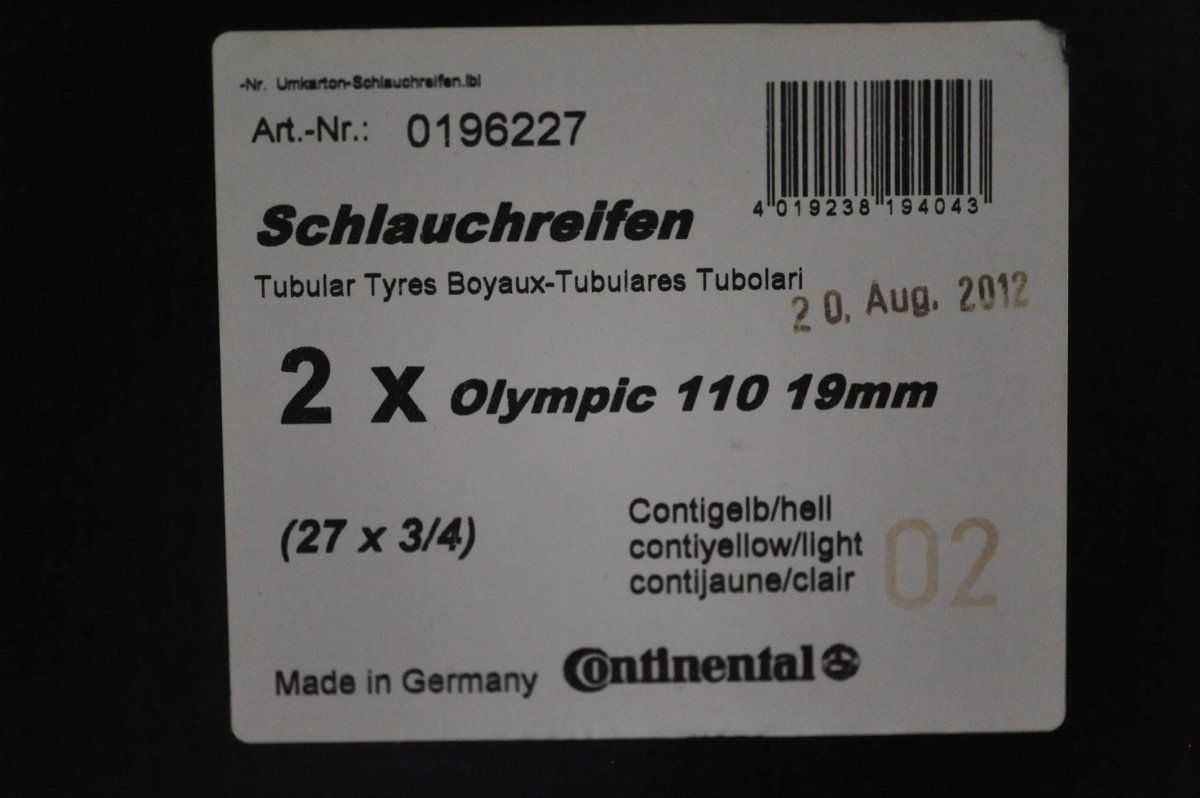 -Nr. Umkarton-Schlauchreifen.lbl
Art.-Nr.: 0196227
4 019238 194043
Schlauchreifen
Tubular Tyres Boyaux-Tubulares Tubolari
20. Aug. 2012
2 x Olympic 110 19mm
(27 x 3/4)
Contigelb/hell
contiyellow/light
contijaune/clair
02
Made in Germany
Continental